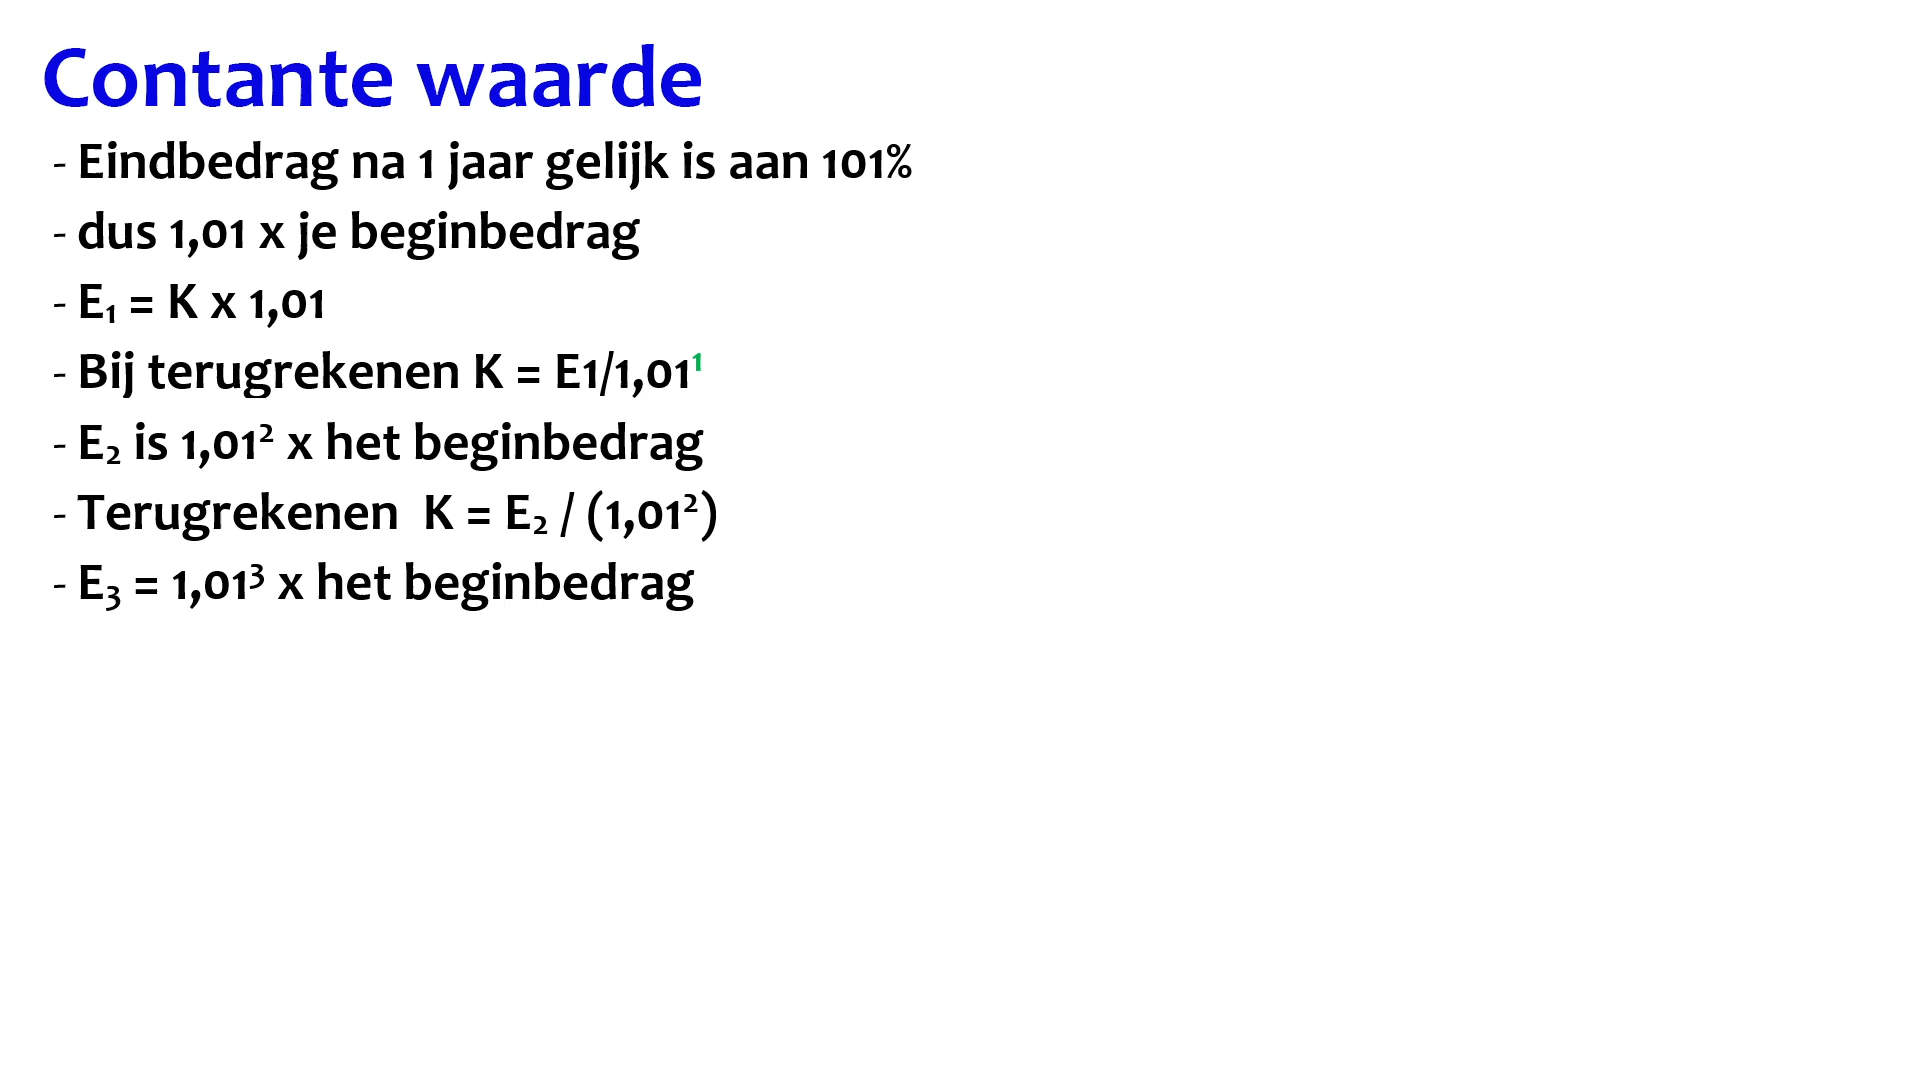 Contante waarde
- Eindbedrag na 1 jaar gelijk is aan 101%
- dus 1,01 x je beginbedrag
- E₁ = K x 1,01
- Bij terugrekenen K = E1/1,01¹
- E₂ is 1,01² x het beginbedrag
- Terugrekenen  K = E₂ / (1,01²)
- E₃ = 1,01³ x het beginbedrag